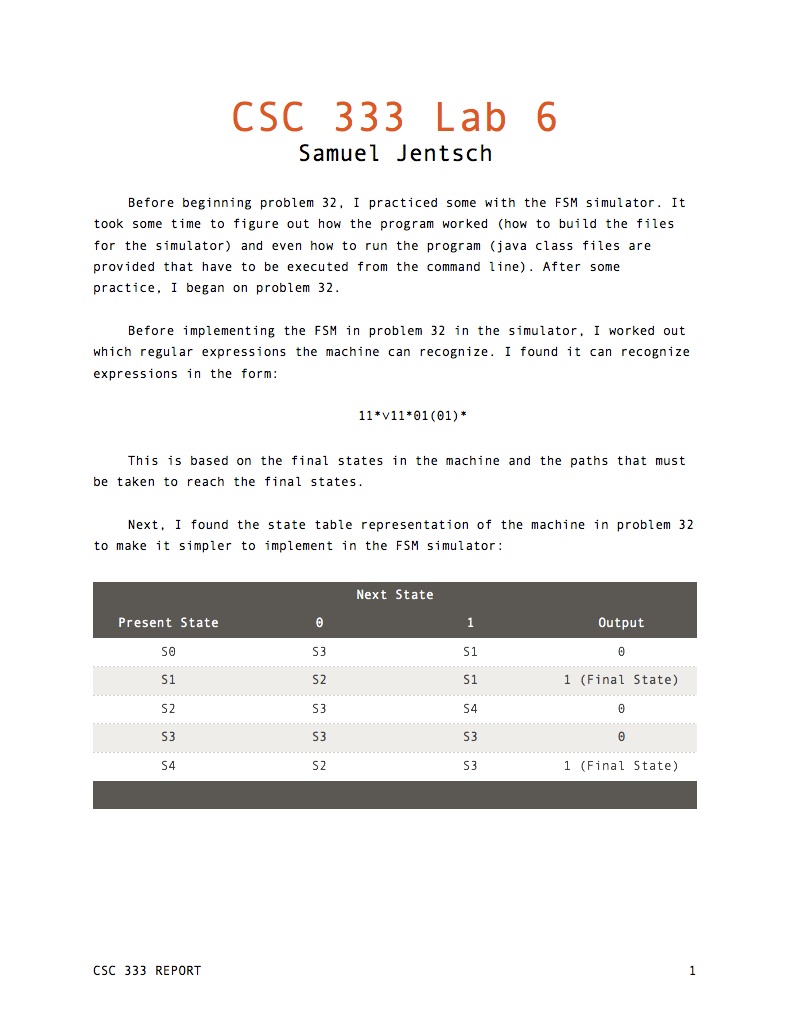 CSC 333 Lab 6
Samuel Jentsch
Before beginning problem 32, I practiced some with the FSM simulator. It
took some time to figure out how the program worked (how to build the files
for the simulator) and even how to run the program (java class files are
provided that have to be executed from the command line). After some
practice, I began on problem 32.
Before implementing the FSM in problem 32 in the simulator, I worked out
which regular expressions the machine can recognize. I found it can recognize
expressions in the form:
11*∨11*01(01)*
This is based on the final states in the machine and the paths that must
be taken to reach the final states.
Next, I found the state table representation of the machine in problem 32
to make it simpler to implement in the FSM simulator:
Next State
Present State 0 1 Output
S0 S3 S1 0
S1 S2 S1 1 (Final State)
S2 S3 S4 0
S3 S3 S3 0
S4 S2 S3 1 (Final State)
CSC 333 REPORT 1